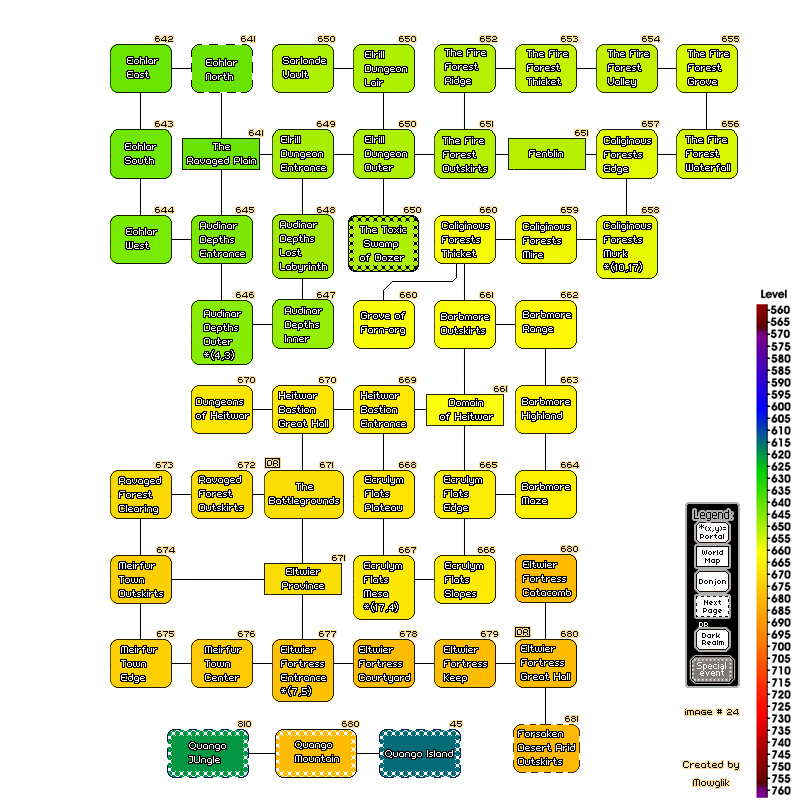 642 641 650 650 652 653 654 655
Eohlar East
Eohlar North
Sarlonde Vault
Elrill Dungeon Lair
The Fire Forest Ridge
The Fire Forest Thicket
The Fire Forest Valley
The Fire Forest Grove
643 641 649 650 651 651 657 656
Eohlar South
The Ravaged Plain
Elrill Dungeon Entrance
Elrill Dungeon Outer
The Fire Forest Outskirts
Fenblin
Caliginous Forests Edge
The Fire Forest Waterfall
644 645 648 650 660 659 658
Eohlar West
Audinar Depths Entrance
Audinar Depths Lost Labyrinth
The Toxic Swamp of Oozer
Caliginous Forests Thicket
Caliginous Forests Mire
Caliginous Forests Murk *(10,17)
646 647 660 661 662
Audinar Depths Outer *(4,3)
Audinar Depths Inner
Grove of Farn-org
Barbmore Outskirts
Barbmore Range
670 670 669 661 663
Dungeons of Heitwar
Heitwar Bastion Great Hall
Heitwar Bastion Entrance
Domain of Heitwar
Barbmore Highland
673 672 DR 671 668 665 664
Ravaged Forest Clearing
Ravaged Forest Outskirts
The Battlegrounds
Ecrulym Flats Plateau
Ecrulym Flats Edge
Barbmore Maze
674 671 667 666 680
Meirfur Town Outskirts
Eltwier Province
Ecrulym Flats Mesa *(17,4)
Ecrulym Flats Slopes
Eltwier Fortress Catacomb
675 676 677 678 679 DR 680
Meirfur Town Edge
Meirfur Town Center
Eltwier Fortress Entrance *(7,5)
Eltwier Fortress Courtyard
Eltwier Fortress Keep
Eltwier Fortress Great Hall
810 680 45 681
Quango Jungle
Quango Mountain
Quango Island
Forsaken Desert Arid Outskirts
Level
560
565
570
575
580
585
590
595
600
605
610
615
620
625
630
635
640
645
650
655
660
665
670
675
680
685
690
695
700
705
710
715
720
725
730
735
740
745
750
755
760
Legend:
*(x,y)=
Portal
World
Map
Donjon
Next
Page
DR
Dark
Realm
Special
event
image # 24
Created by
Mowglik